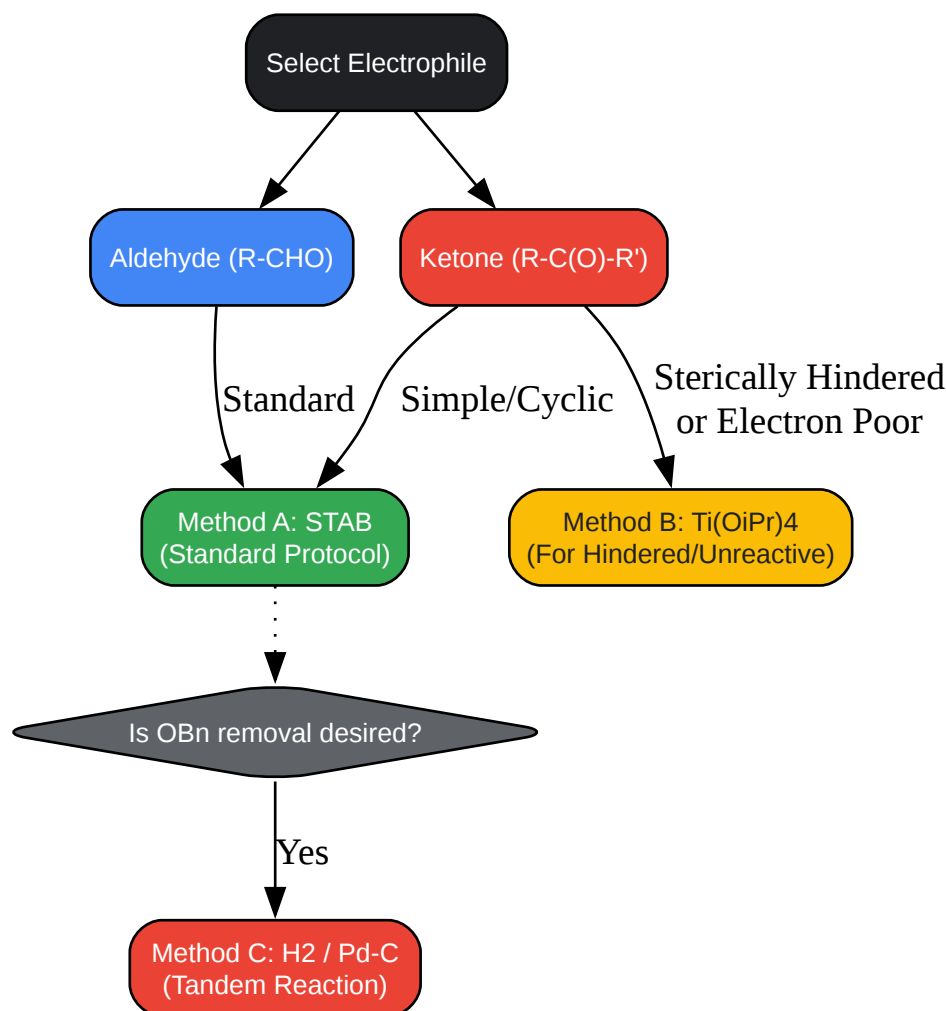 Select Electrophile
Aldehyde (R-CHO)
Ketone (R-C(O)-R')
Standard
Simple/Cyclic
Sterically Hindered
or Electron Poor
Method A: STAB
(Standard Protocol)
Method B: Ti(OiPr)4
(For Hindered/Unreactive)
Is OBn removal desired?
Yes
Method C: H2 / Pd-C
(Tandem Reaction)